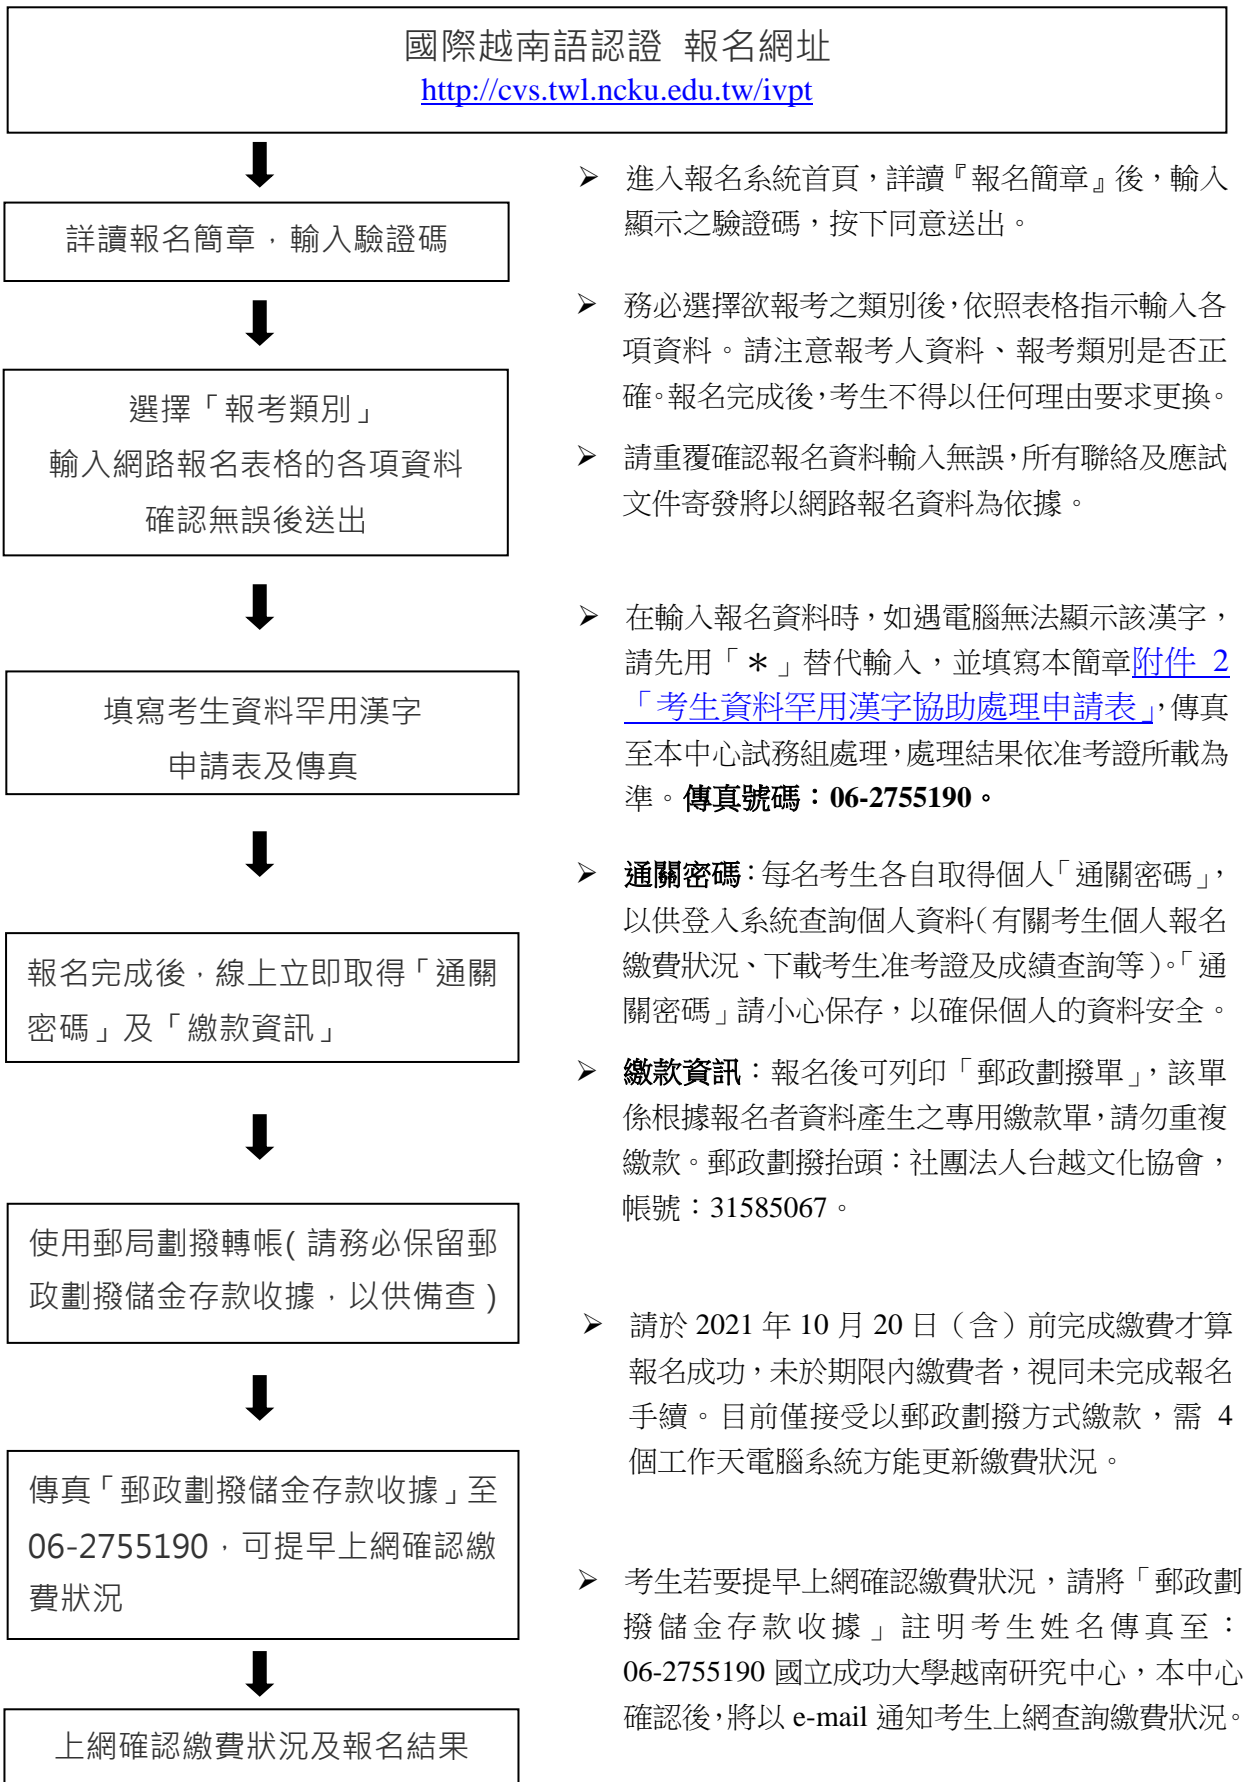 國際越南語認證 報名網址
http://cvs.twl.ncku.edu.tw/ivpt
詳讀報名簡章，輸入驗證碼
➢ 進入報名系統首頁，詳讀『報名簡章』後，輸入
顯示之驗證碼，按下同意送出。
選擇「報考類別」
輸入網路報名表格的各項資料
確認無誤後送出
➢ 務必選擇欲報考之類別後，依照表格指示輸入各
項資料。請注意報考人資料、報考類別是否正
確。報名完成後，考生不得以任何理由要求更換。
➢ 請重覆確認報名資料輸入無誤，所有聯絡及應試
文件寄發將以網路報名資料為依據。
填寫考生資料罕用漢字
申請表及傳真
➢ 在輸入報名資料時，如遇電腦無法顯示該漢字，
請先用「＊」替代輸入，並填寫本簡章附件 2
「考生資料罕用漢字協助處理申請表」，傳真
至本中心試務組處理，處理結果依准考證所載為
準。傳真號碼：06-2755190。
報名完成後，線上立即取得「通關
密碼」及「繳款資訊」
➢ 通關密碼：每名考生各自取得個人「通關密碼」，
以供登入系統查詢個人資料（有關考生個人報名
繳費狀況、下載考生准考證及成績查詢等）。「通
關密碼」請小心保存，以確保個人的資料安全。
➢ 繳款資訊：報名後可列印「郵政劃撥單」，該單
係根據報名者資料產生之專用繳款單，請勿重複
繳款。郵政劃撥抬頭：社團法人台越文化協會，
帳號：31585067。
使用郵局劃撥轉帳(請務必保留郵
政劃撥儲金存款收據，以供備查)
➢ 請於 2021 年 10 月 20 日（含）前完成繳費才算
報名成功，未於期限內繳費者，視同未完成報名
手續。目前僅接受以郵政劃撥方式繳款，需 4
個工作天電腦系統方能更新繳費狀況。
傳真「郵政劃撥儲金存款收據」至
06-2755190，可提早上網確認繳
費狀況
➢ 考生若要提早上網確認繳費狀況，請將「郵政劃
撥儲金存款收據」註明考生姓名傳真至：
06-2755190 國立成功大學越南研究中心，本中心
確認後，將以 e-mail 通知考生上網查詢繳費狀況。
上網確認繳費狀況及報名結果